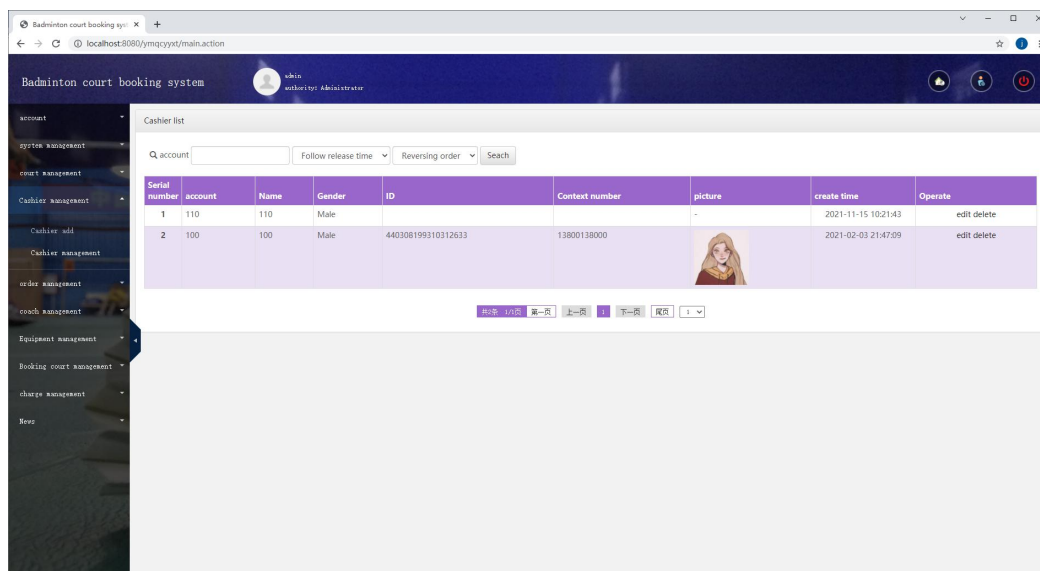 Badminton court booking syst
localhost:8080/ymqcyyxt/main.action
Badminton court booking system
admin
authority: Administrator
account
system management
court management
Cashier management
Cashier add
Cashier management
order management
coach management
Equipment management
Booking court management
charge management
News
Cashier list
account Follow release time Reversing order Seach
Serial number account Name Gender ID Context number picture create time Operate
1 110 110 Male - 2021-11-15 10:21:43 edit delete
2 100 100 Male 440308199310312633 13800138000 2021-02-03 21:47:09 edit delete
共2条 1/1页 第一页 上一页 1 下一页 尾页 1